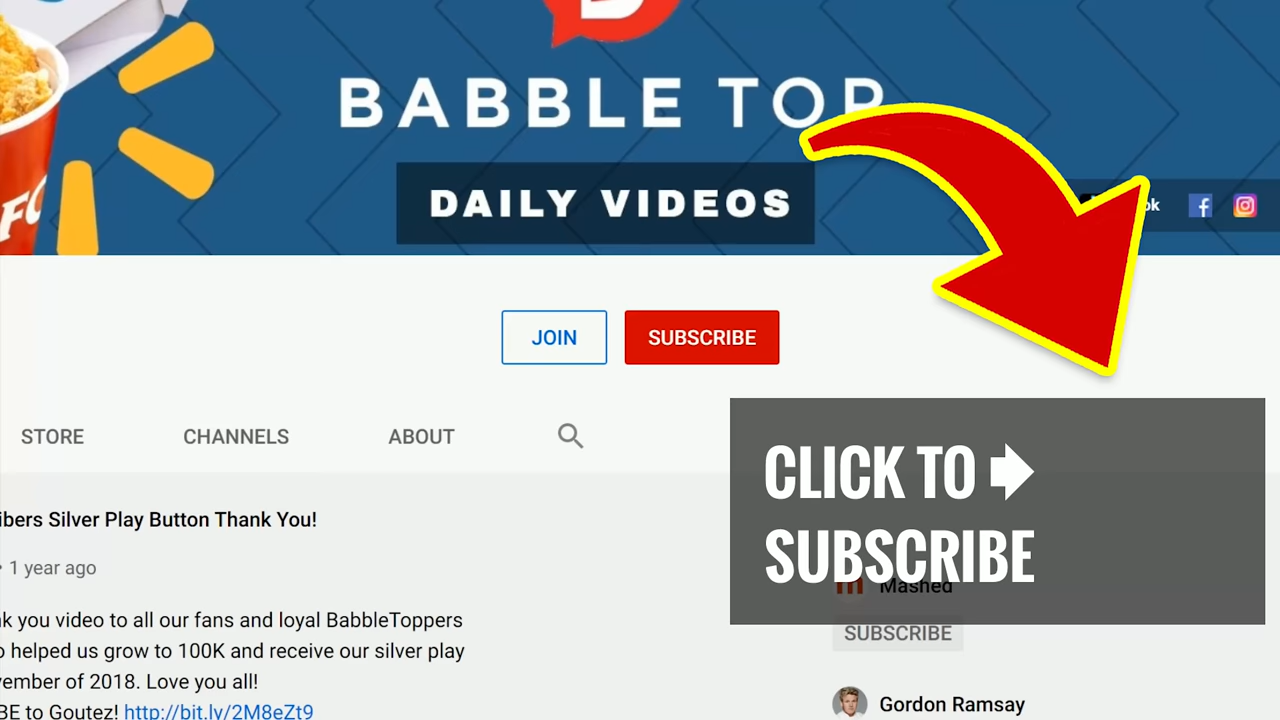 BABBLE TOP
DAILY VIDEOS
JOIN
SUBSCRIBE
STORE
CHANNELS
ABOUT
CLICK TO
SUBSCRIBE
ibers Silver Play Button Thank You!
• 1 year ago
nk you video to all our fans and loyal BabbleToppers
o helped us grow to 100K and receive our silver play
vember of 2018. Love you all!
BE to Goutez! http://bit.ly/2M8eZt9
Mashed
SUBSCRIBE
Gordon Ramsay